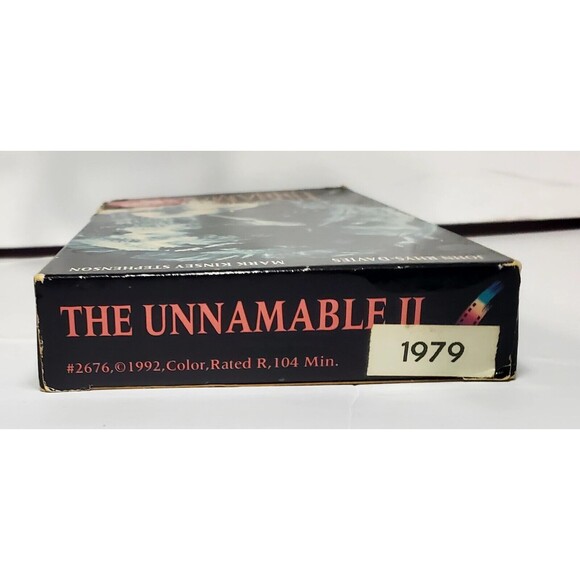 JOHN RHYS-DAVIES
MARK KINSEY STEPHENSON
THE UNNAMABLE II
#2676,©1992,Color,Rated R,104 Min.
1979